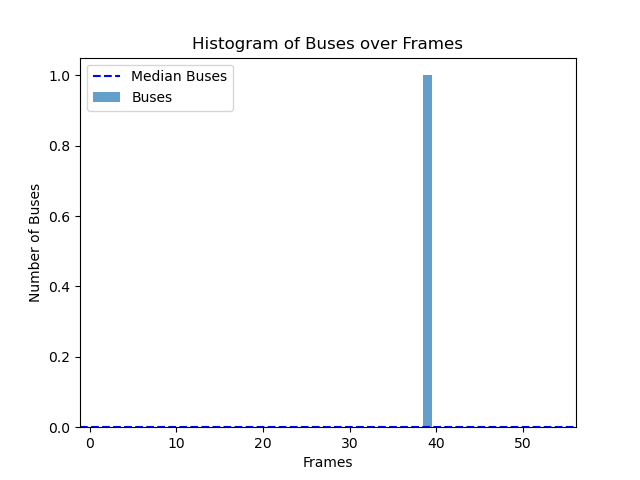 Histogram of Buses over Frames
Median Buses
Buses
1.0
0.8
0.6
0.4
0.2
0.0
Number of Buses
0 10 20 30 40 50
Frames